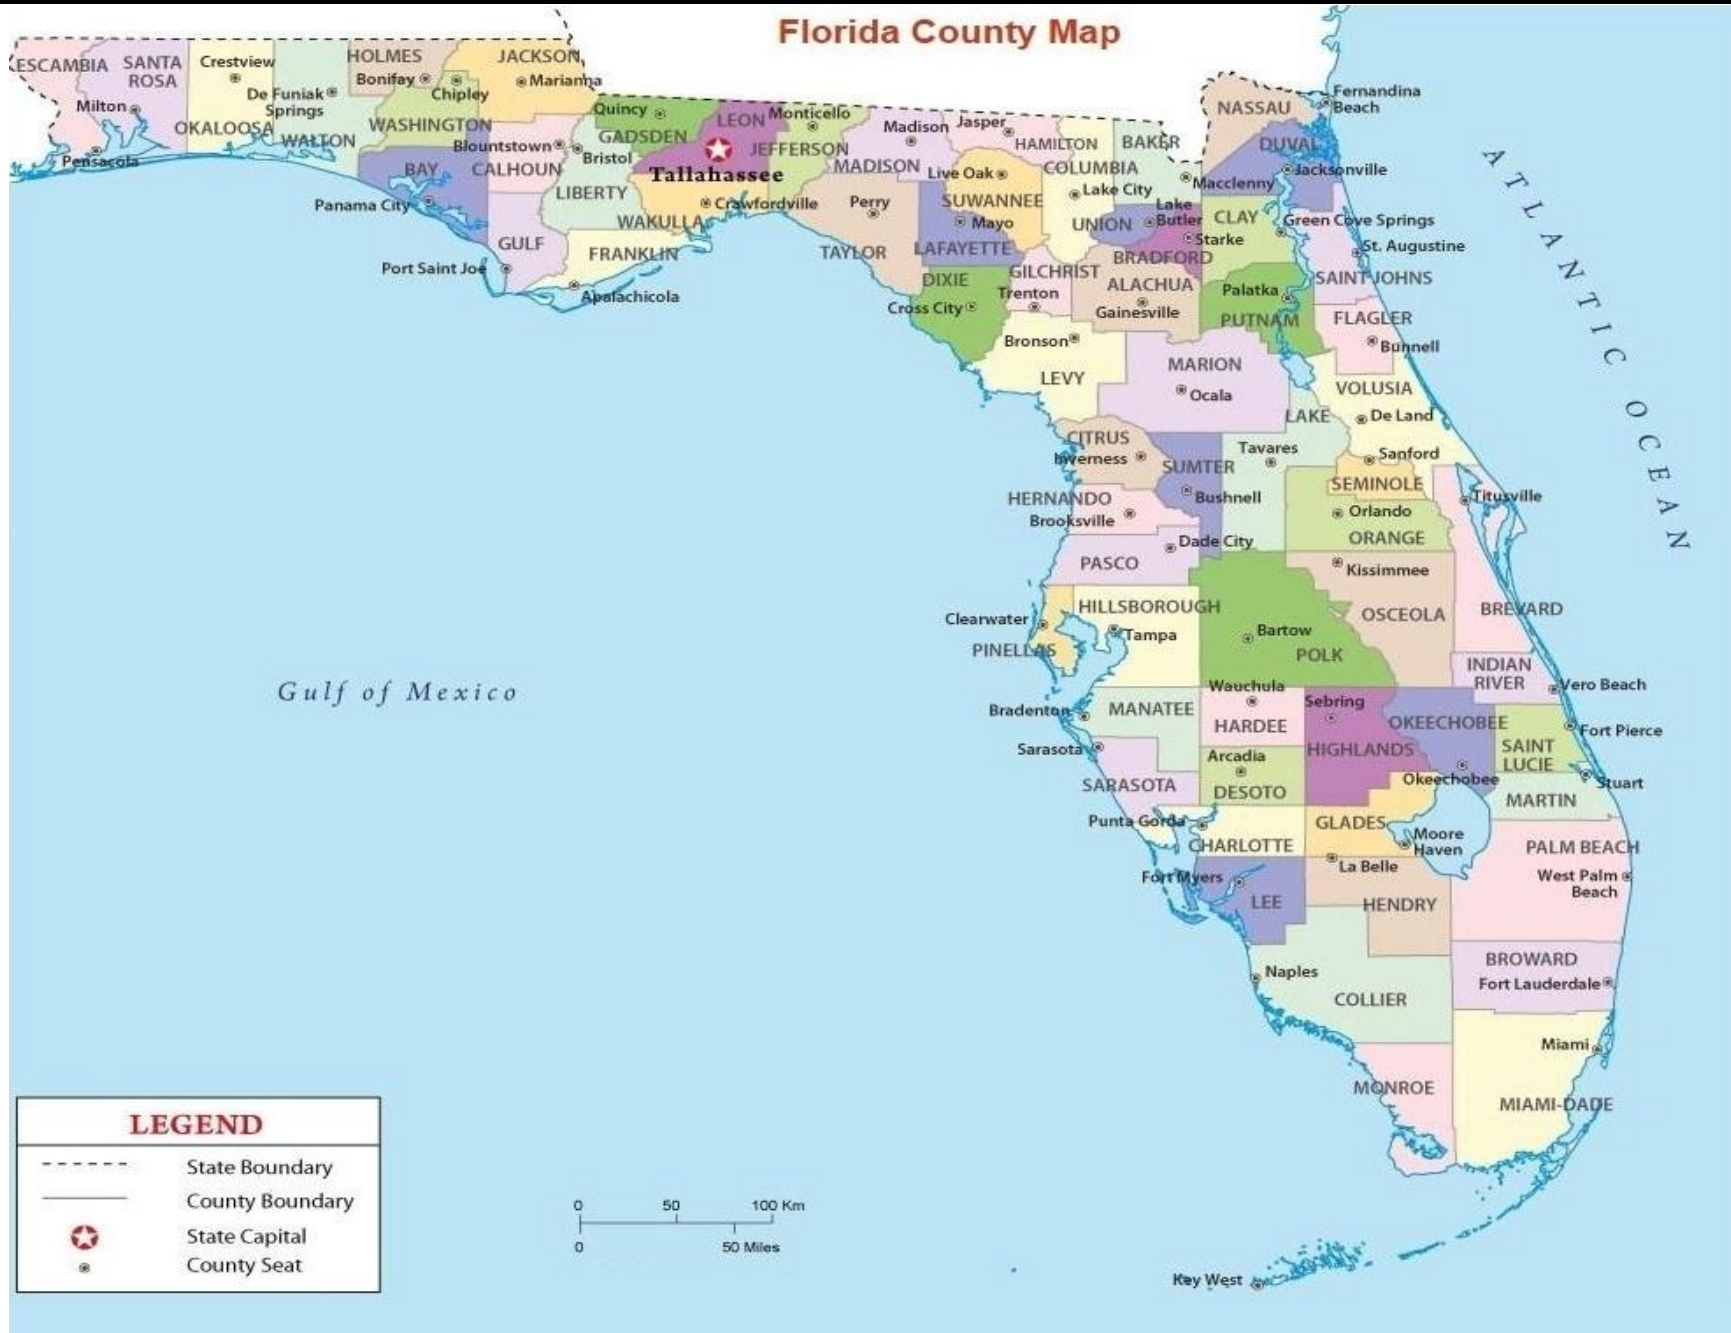 Florida County Map
ESCAMBIA
SANTA
ROSA
Crestview
HOLMES
JACKSON
Bonifay
Marianna
De Funiak
Springs
Chipley
Milton
OKALOOSA
WALTON
WASHINGTON
Pensacola
Quincy
LEON
Monticello
GADSDEN
JEFFERSON
Blountstown
Bristol
BAY
CALHOUN
Tallahassee
LIBERTY
Panama City
WAKULLA
Crawfordville
GULF
FRANKLIN
Port Saint Joe
Apalachicola
Madison
Jasper
HAMILTON
MADISON
Live Oak
COLUMBIA
BAKER
NASSAU
Fernandina
Beach
DUVAL
Jacksonville
Macclenny
Lake City
Perry
SUWANNEE
Mayo
UNION
Lake
Butler
CLAY
Green Cove Springs
Starke
St. Augustine
TAYLOR
LAFAYETTE
BRADFORD
DIXIE
GILCHRIST
ALACHUA
SAINT JOHNS
Trenton
Palatka
Cross City
Gainesville
PUTNAM
FLAGLER
Bronson
Bunnell
MARION
LEVY
VOLUSIA
Ocala
LAKE
De Land
CITRUS
Tavares
Sanford
Inverness
SUMTER
SEMINOLE
Bushnell
Titusville
HERNANDO
Orlando
Brooksville
Dade City
ORANGE
PASCO
Kissimmee
HILLSBOROUGH
OSCEOLA
BREVARD
Clearwater
Tampa
Bartow
PINELLAS
POLK
INDIAN
RIVER
Wauchula
Vero Beach
Bradenton
MANATEE
Sebring
HARDEE
OKEECHOBEE
Fort Pierce
Sarasota
Arcadia
HIGHLANDS
SAINT
LUCIE
Okeechobee
Stuart
SARASOTA
DESOTO
MARTIN
Punta Gorda
GLADES
Moore
Haven
CHARLOTTE
PALM BEACH
La Belle
Fort Myers
West Palm
Beach
LEE
HENDRY
BROWARD
Naples
Fort Lauderdale
COLLIER
Miami
MONROE
MIAMI-DADE
Key West
ATLANTIC OCEAN
Gulf of Mexico
LEGEND
State Boundary
County Boundary
State Capital
County Seat
0 50 100 Km
0 50 Miles